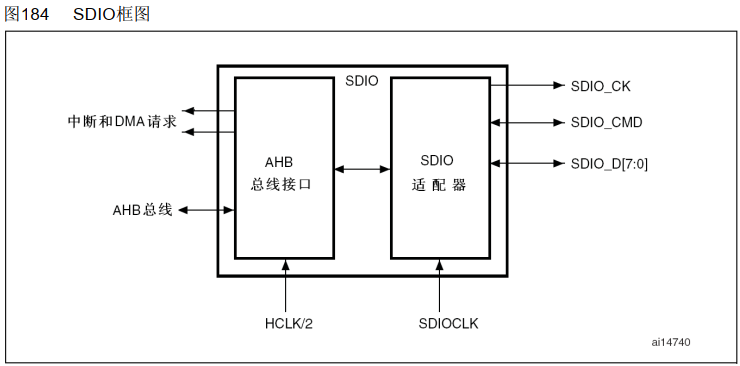 图184 SDIO框图
SDIO
中断和DMA请求
AHB总线
AHB
总线接口
SDIO
适配器
SDIO_CK
SDIO_CMD
SDIO_D[7:0]
HCLK/2
SDIOCLK
ai14740